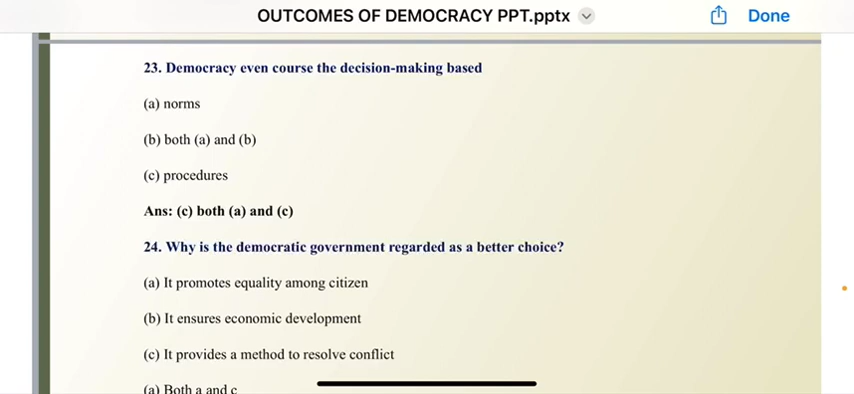 OUTCOMES OF DEMOCRACY PPT.pptx
Done
23. Democracy even course the decision-making based
(a) norms
(b) both (a) and (b)
(c) procedures
Ans: (c) both (a) and (c)
24. Why is the democratic government regarded as a better choice?
(a) It promotes equality among citizen
(b) It ensures economic development
(c) It provides a method to resolve conflict
(a) Both a and c